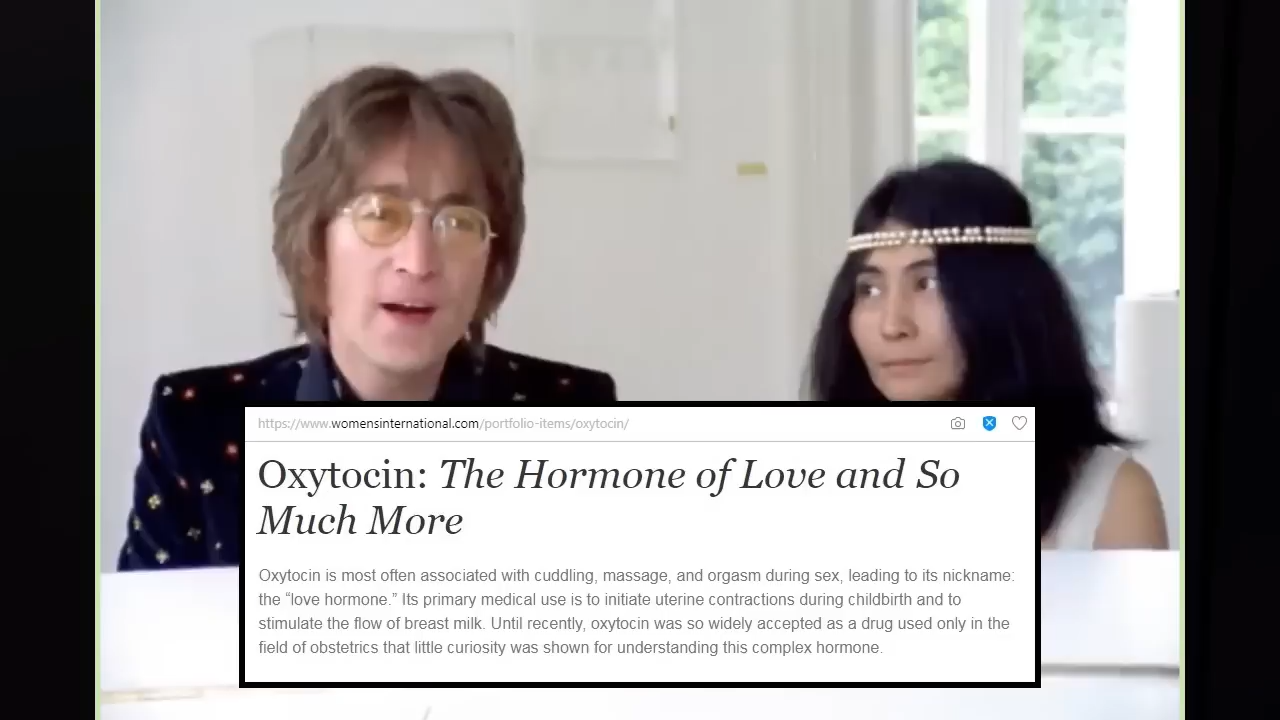 https://www.womensinternational.com/portfolio-items/oxytocin/
Oxytocin: The Hormone of Love and So
Much More
Oxytocin is most often associated with cuddling, massage, and orgasm during sex, leading to its nickname:
the “love hormone.” Its primary medical use is to initiate uterine contractions during childbirth and to
stimulate the flow of breast milk. Until recently, oxytocin was so widely accepted as a drug used only in the
field of obstetrics that little curiosity was shown for understanding this complex hormone.